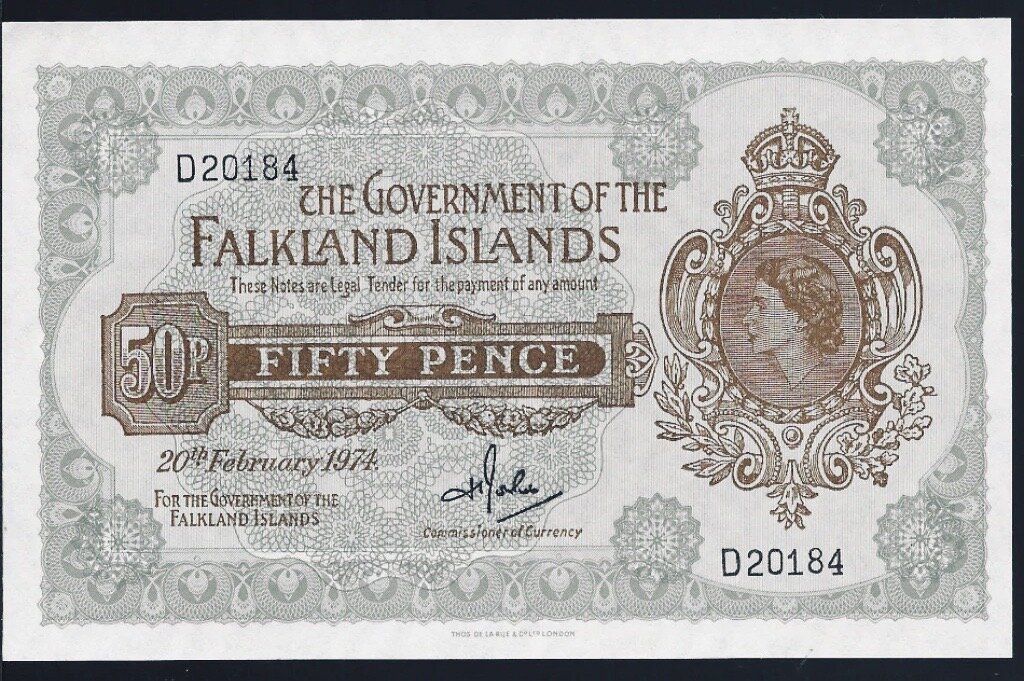 D20184
THE GOVERNMENT OF THE
FALKLAND ISLANDS
These Notes are Legal Tender for the payment of any amount
50P
FIFTY PENCE
20th February 1974.
FOR THE GOVERNMENT OF THE
FALKLAND ISLANDS
Commissioner of Currency
D20184
THOS DE LA RUE & CO LTD LONDON